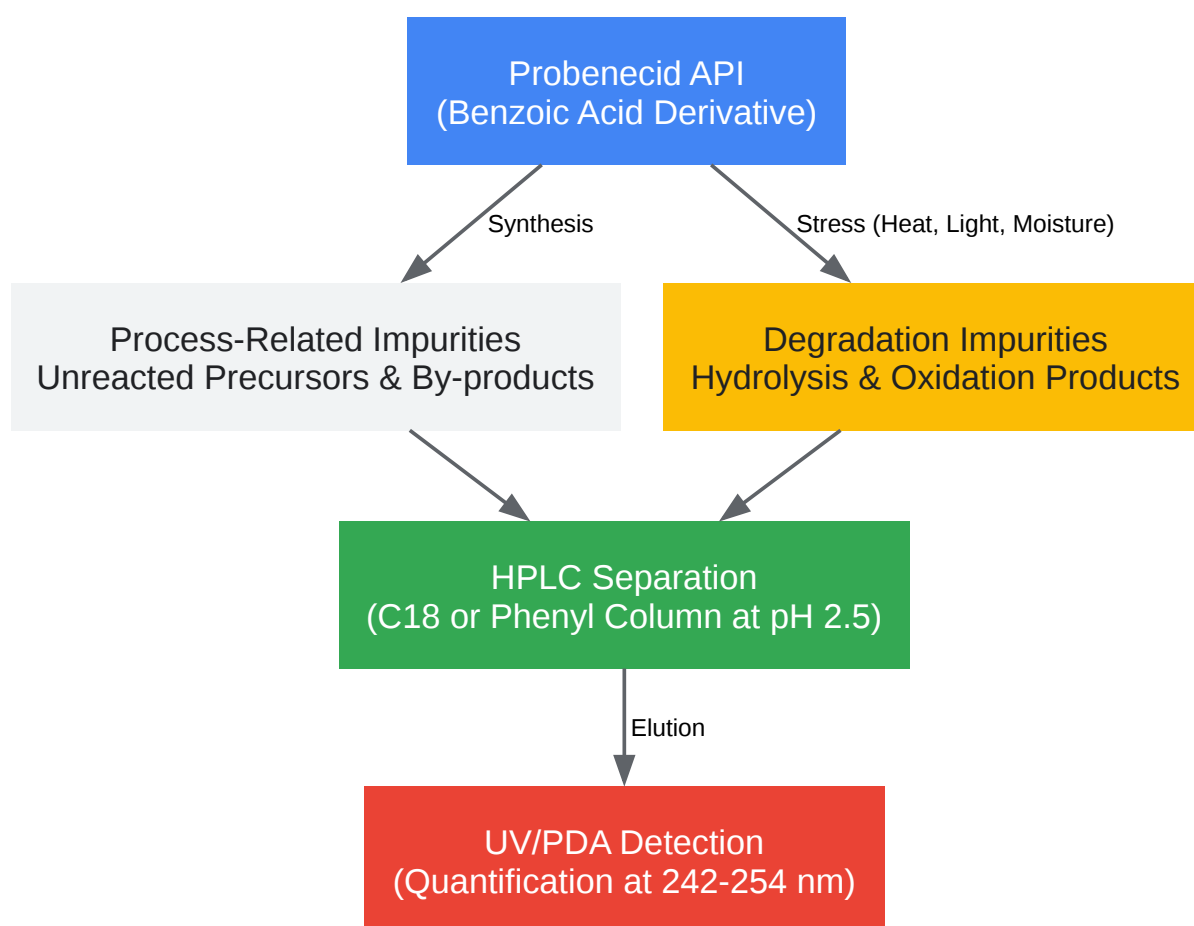 Probenecid API
(Benzoic Acid Derivative)
Synthesis
Stress (Heat, Light, Moisture)
Process-Related Impurities
Unreacted Precursors & By-products
Degradation Impurities
Hydrolysis & Oxidation Products
HPLC Separation
(C18 or Phenyl Column at pH 2.5)
Elution
UV/PDA Detection
(Quantification at 242-254 nm)